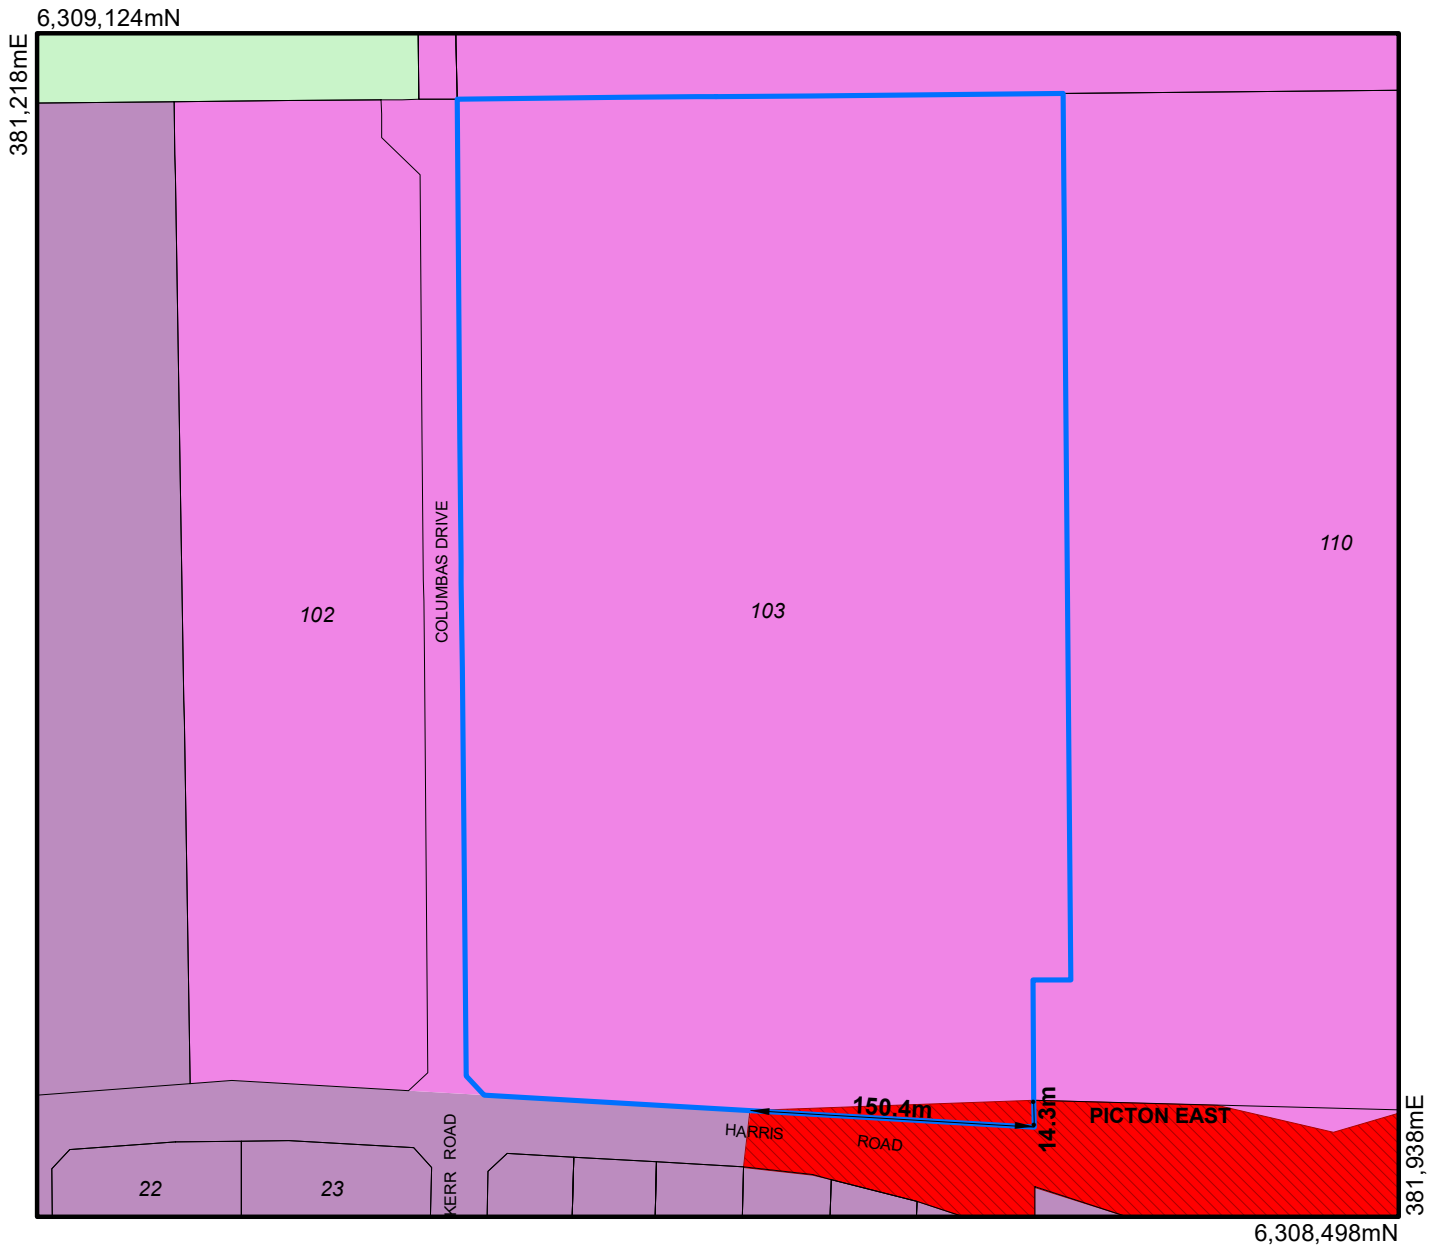 6,309,124mN
381,218mE
110
102
103
COLUMBAS DRIVE
150.4m
14.3m
PICTON EAST
HARRIS
ROAD
KERR ROAD
22
23
381,938mE
6,308,498mN